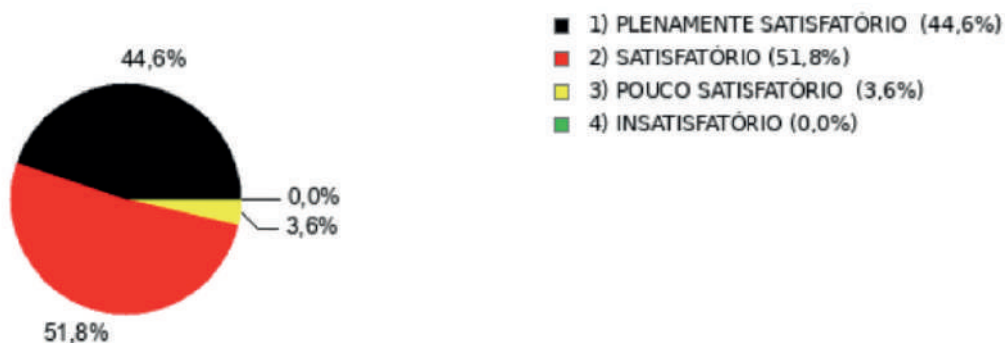 44,6%
0,0%
3,6%
51,8%
1) PLENAMENTE SATISFATÓRIO (44,6%)
2) SATISFATÓRIO (51,8%)
3) POUCO SATISFATÓRIO (3,6%)
4) INSATISFATÓRIO (0,0%)